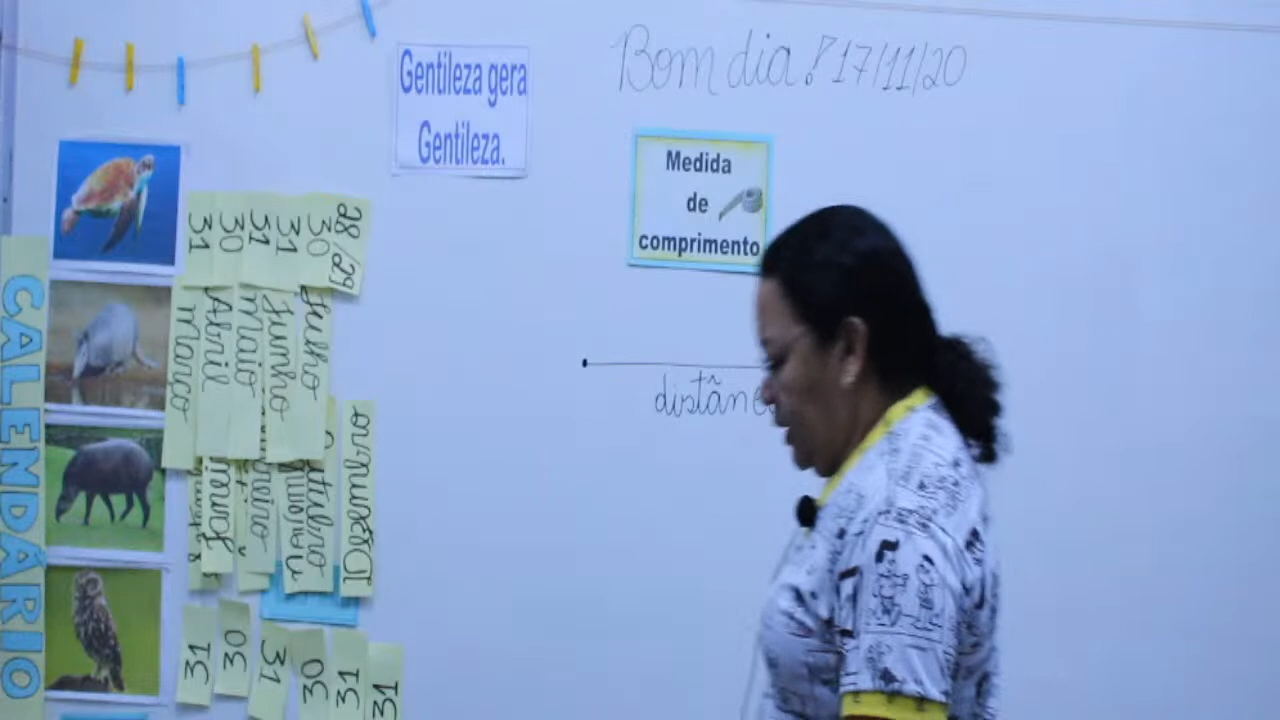 Bom dia! 17/11/20
Gentileza gera
Gentileza.
Medida
de
comprimento
distânc
CALENDÁRIO
31
30
31
31
30
28/29
Março
Abril
Maio
Junho
Julho
Dezembro
31
30
31
30
31
31